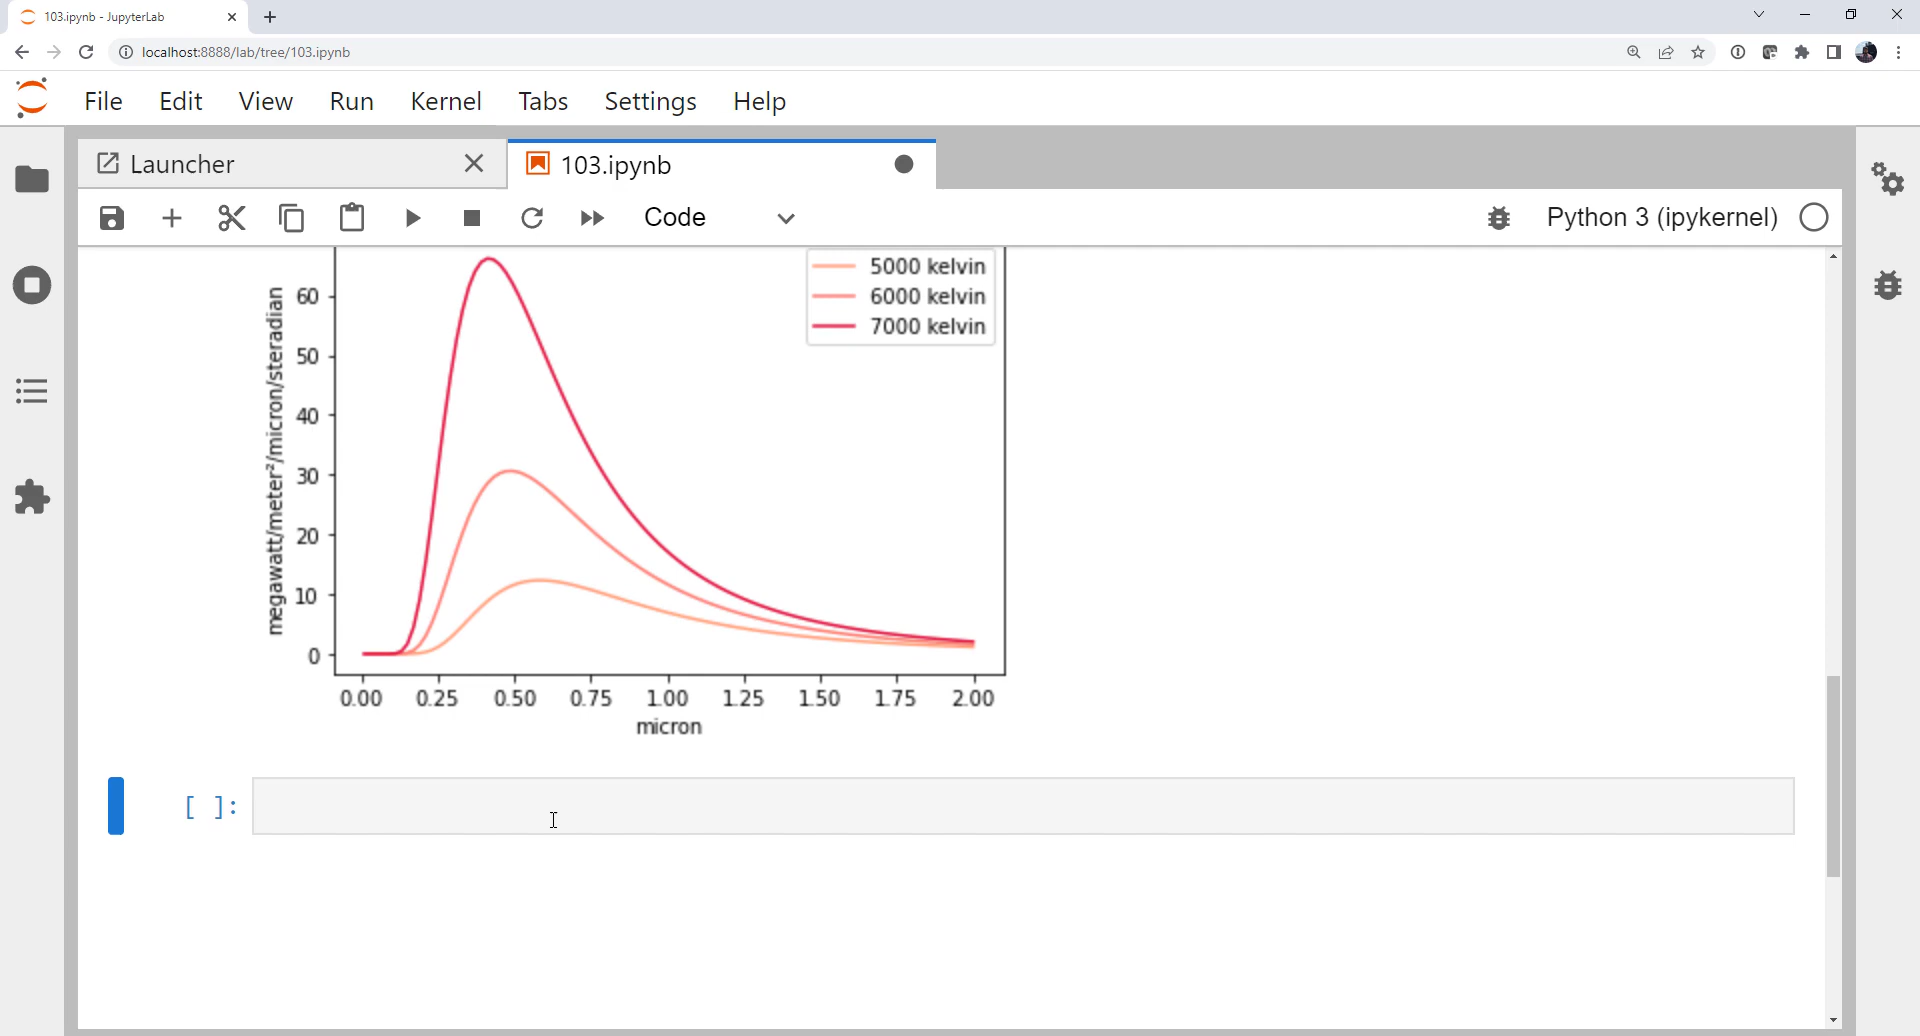 103.ipynb - JupyterLab
localhost:8888/lab/tree/103.ipynb
File Edit View Run Kernel Tabs Settings Help
Launcher 103.ipynb
Code Python 3 (ipykernel)
5000 kelvin
6000 kelvin
7000 kelvin
megawatt/meter²/micron/steradian
60
50
40
30
20
10
0
0.00 0.25 0.50 0.75 1.00 1.25 1.50 1.75 2.00
micron
[ ]: